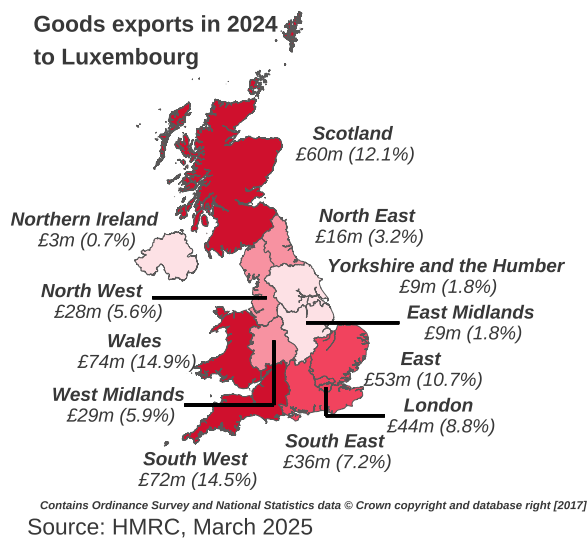 Goods exports in 2024
to Luxembourg
Scotland
£60m (12.1%)
Northern Ireland
£3m (0.7%)
North East
£16m (3.2%)
Yorkshire and the Humber
£9m (1.8%)
North West
£28m (5.6%)
East Midlands
£9m (1.8%)
Wales
£74m (14.9%)
East
£53m (10.7%)
West Midlands
£29m (5.9%)
London
£44m (8.8%)
South East
£36m (7.2%)
South West
£72m (14.5%)
Contains Ordinance Survey and National Statistics data © Crown copyright and database right [2017]
Source: HMRC, March 2025